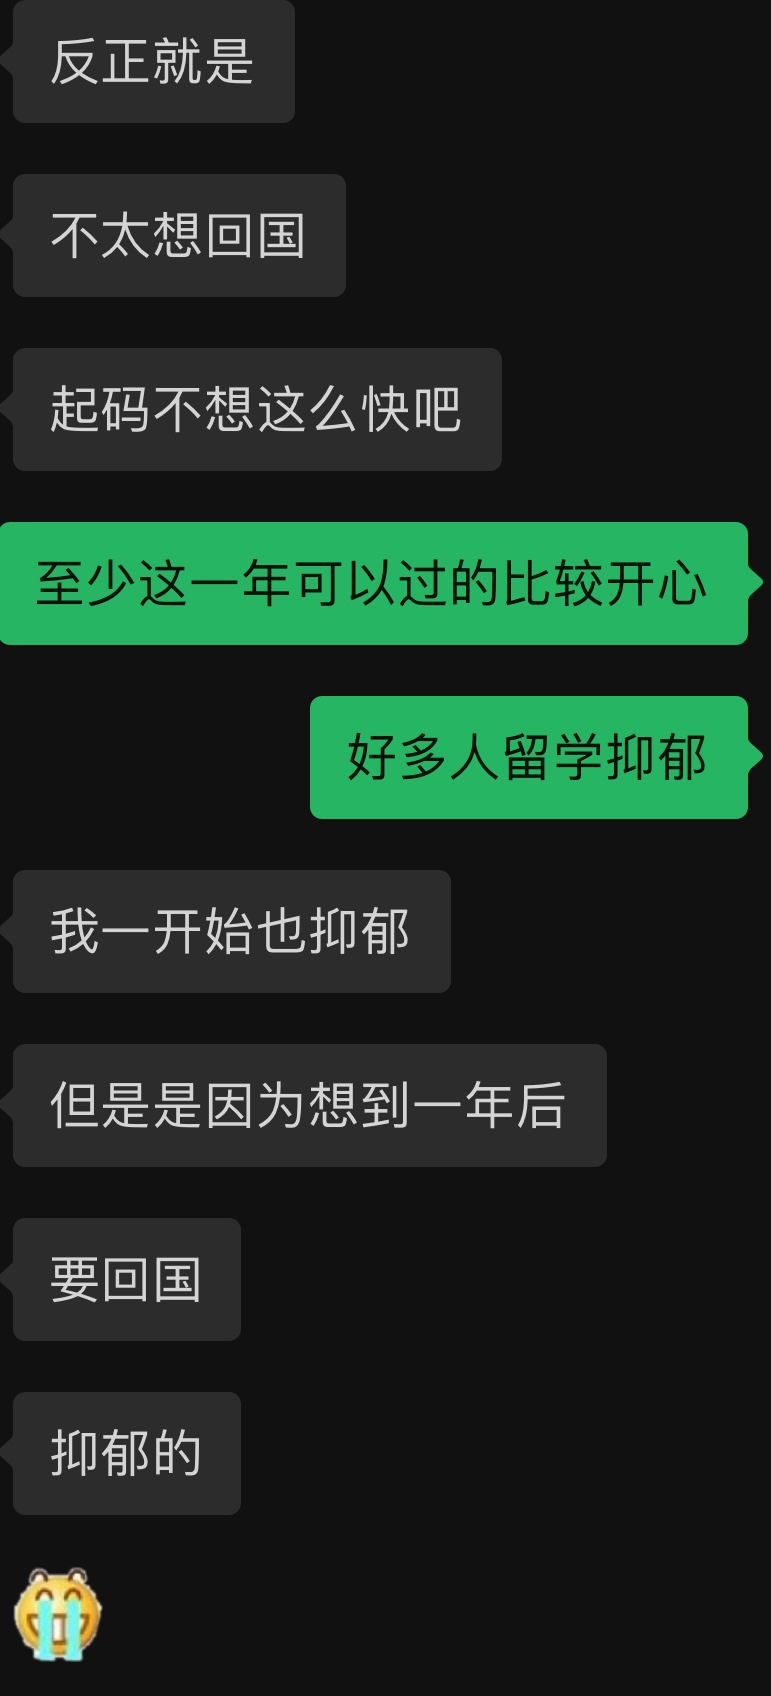 反正就是
不太想回国
起码不想这么快吧
至少这一年可以过的比较开心
好多人留学抑郁
我一开始也抑郁
但是是因为想到一年后
要回国
抑郁的